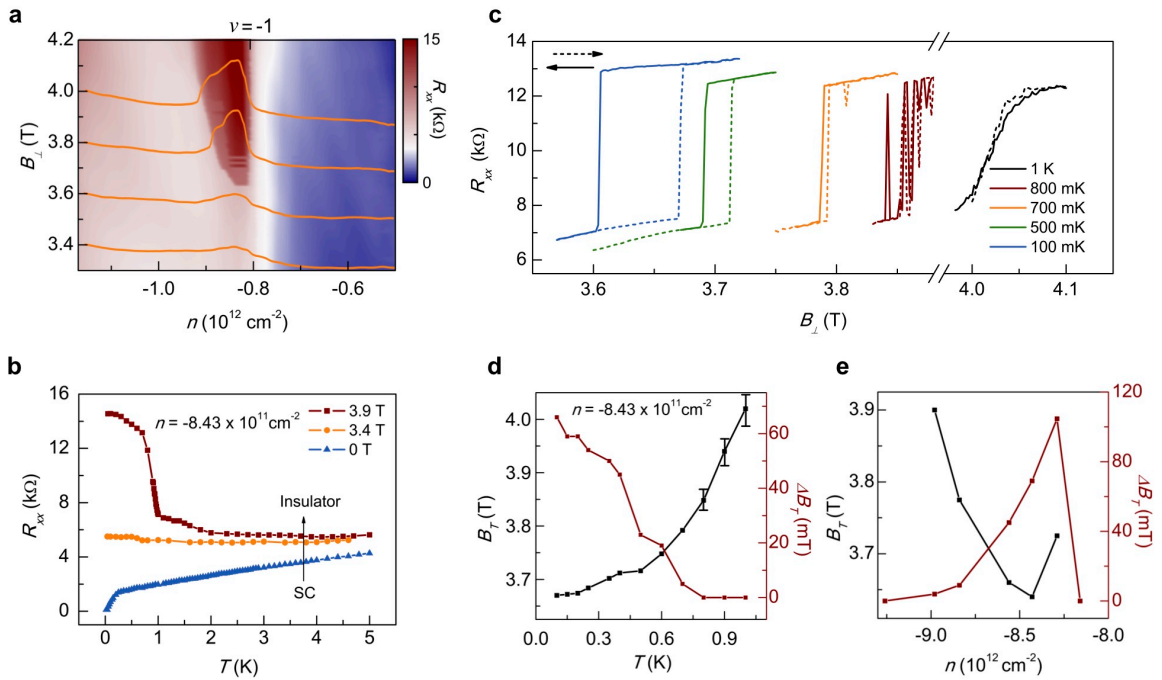 a
ν = -1
4.2
4.0
3.8
3.6
3.4
B⊥ (T)
-1.0
-0.8
-0.6
n (10¹² cm⁻²)
15
0
Rxx (kΩ)
c
14
12
10
8
6
Rxx (kΩ)
3.6
3.7
3.8
4.0
4.1
B⊥ (T)
1 K
800 mK
700 mK
500 mK
100 mK
b
16
12
8
4
0
Rxx (kΩ)
n = -8.43 x 10¹¹cm⁻²
3.9 T
3.4 T
0 T
Insulator
SC
0
1
2
3
4
5
T (K)
d
4.0
3.9
3.8
3.7
B_T (T)
n = -8.43 x 10¹¹cm⁻²
60
40
20
0
ΔB_T (mT)
0.0
0.3
0.6
0.9
T (K)
e
3.9
3.8
3.7
B_T (T)
120
80
40
0
ΔB_T (mT)
-9.0
-8.5
-8.0
n (10¹² cm⁻²)